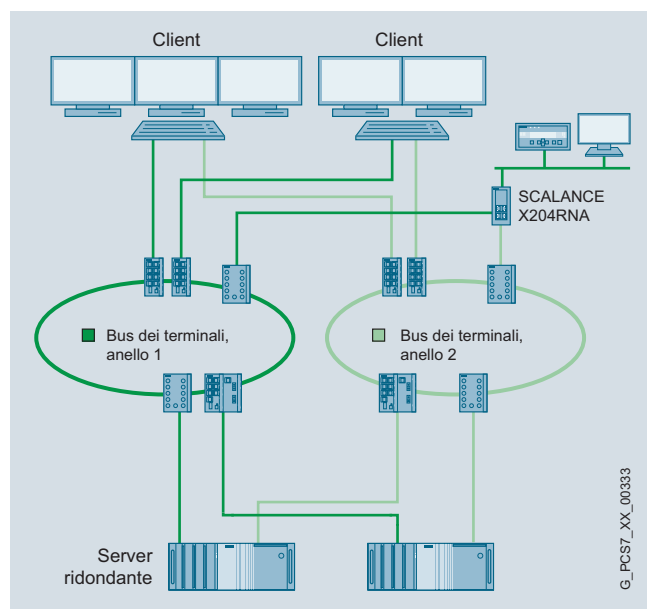 Client
Client
SCALANCE
X204RNA
Bus dei terminali,
anello 1
Bus dei terminali,
anello 2
Server
ridondante
G_PCS7_XX_00333